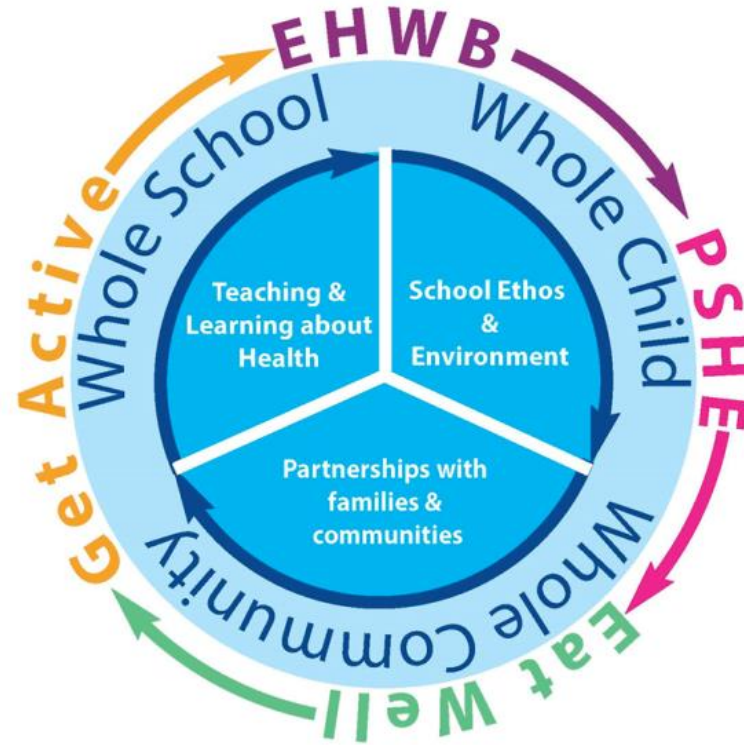 EHWB
PSHE
Eat Well
Get Active
Whole School
Whole Child
Whole Community
Teaching &
Learning about
Health
School Ethos
&
Environment
Partnerships with
families &
communities